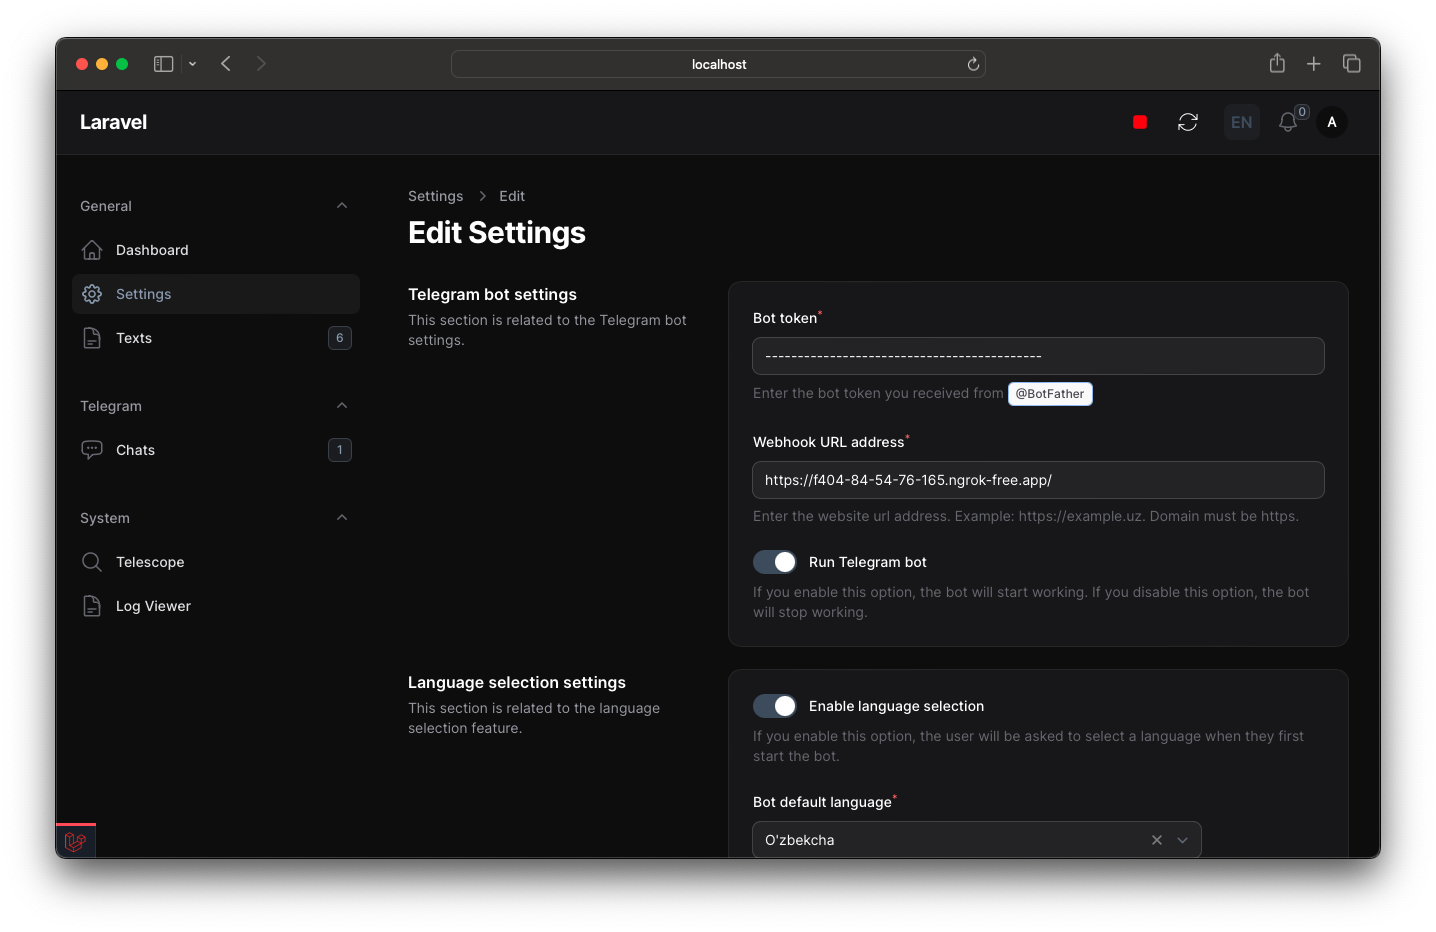 localhost
Laravel
EN
0
A
General
Dashboard
Settings
Texts
6
Telegram
Chats
1
System
Telescope
Log Viewer
Settings
Edit
Edit Settings
Telegram bot settings
This section is related to the Telegram bot
settings.
Bot token*
-------------------------------------------
Enter the bot token you received from @BotFather
Webhook URL address*
https://f404-84-54-76-165.ngrok-free.app/
Enter the website url address. Example: https://example.uz. Domain must be https.
Run Telegram bot
If you enable this option, the bot will start working. If you disable this option, the bot
will stop working.
Language selection settings
This section is related to the language
selection feature.
Enable language selection
If you enable this option, the user will be asked to select a language when they first
start the bot.
Bot default language*
O'zbekcha